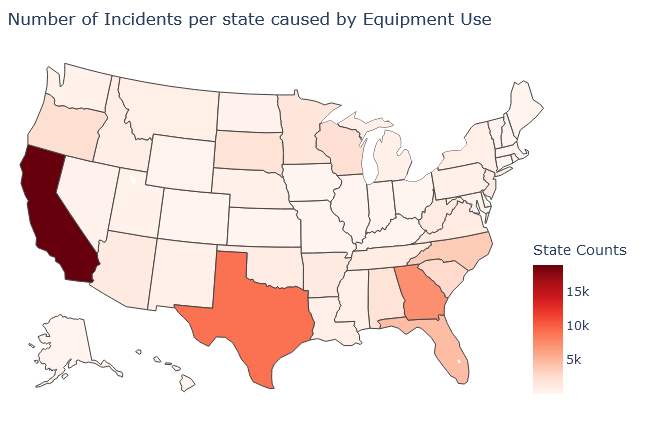 Number of Incidents per state caused by Equipment Use
State Counts
15k
10k
5k